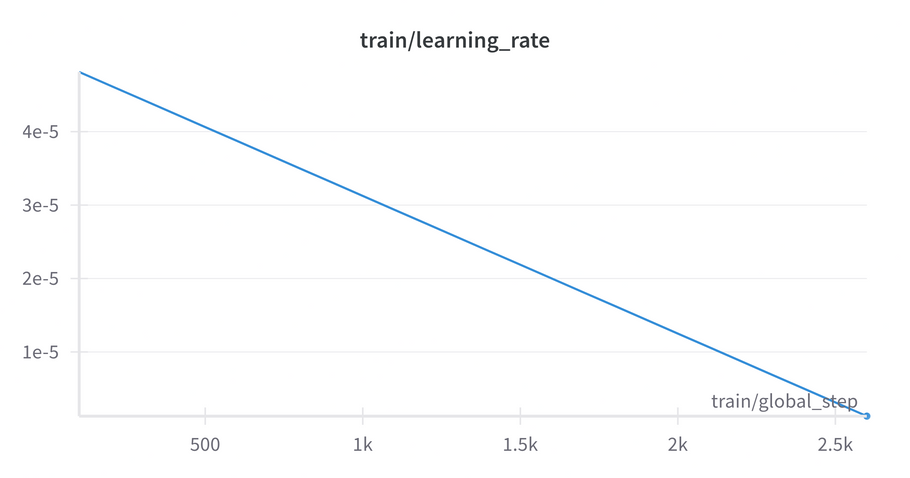 train/learning_rate
4e-5
3e-5
2e-5
1e-5
train/global_step
500 1k 1.5k 2k 2.5k